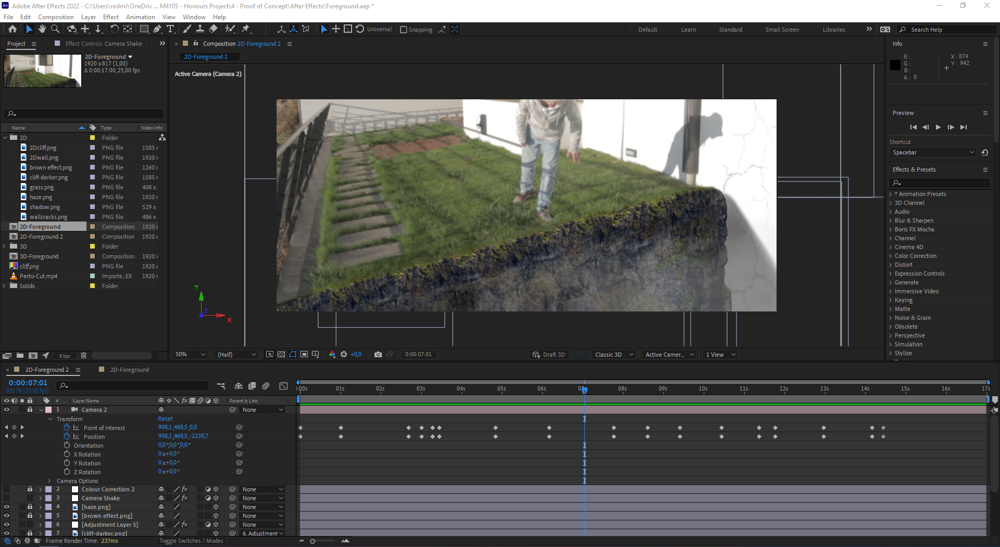 Adobe After Effects 2022 - C:\Users\rodmi\OneDriv ... M4105 - Honours Project\4 - Proof of Concept\After Effects\Foreground.aep *
File Edit Composition Layer Effect Animation View Window Help
Universal Snapping Default Learn Standard Small Screen Libraries Search Help
Project Effect Controls Camera Shake
2D-Foreground
1920 x 817 (1,00)
Δ 0:00:17:00, 25,00 fps
Name Type Video Info
2D Folder
2Dcliff.png PNG file 1585 x
2Dwall.png PNG file 1920 x
brown effect.png PNG file 1260 x
cliff-darker.png PNG file 1585 x
grass.png PNG file 408 x
haze.png PNG file 1920 x
shadow.png PNG file 529 x
wallcracks.png PNG file 486 x
2D-Foreground Composition 1920 x
2D-Foreground 2 Composition 1920 x
3D Folder
3D-Foreground Composition 1920 x
cliff.png PNG file 1920 x
Perto-Cut.mp4 Importe...EX 1920 x
Solids Folder
8 bpc
Composition 2D-Foreground 2
2D-Foreground 2
Active Camera (Camera 2)
Y
Z
X
50% (Half) +0,0 0:00:07:01 Draft 3D Classic 3D Active Camer... 1 View
Info
R :
G :
B :
A : 0
X : 874
Y : 942
Preview
Shortcut
Spacebar
Effects & Presets
* Animation Presets
3D Channel
Audio
Blur & Sharpen
Boris FX Mocha
Channel
Cinema 4D
Color Correction
Distort
Expression Controls
Generate
Immersive Video
Keying
Matte
Noise & Grain
Obsolete
Perspective
Simulation
Stylize
2D-Foreground 2 2D-Foreground
0:00:07:01
00176 (25.00 fps)
:00s 01s 02s 03s 04s 05s 06s 08s 09s 10s 11s 12s 13s 14s 15s 16s 17s
# Layer Name Parent & Link
1 Camera 2 None
Transform Reset
Point of Interest 908,1 ,468,5 ,0,0
Position 908,1 ,468,5 ,-2238,7
Orientation 0,0 ° ,0,0 ° ,0,0 °
X Rotation 0 x +0,0 °
Y Rotation 0 x +0,0 °
Z Rotation 0 x +0,0 °
Camera Options
2 Colour Correction 2 None
3 Camera Shake None
4 [haze.png] None
5 [brown effect.png] None
6 [Adjustment Layer 5] None
7 [cliff-darker.png] 6. Adjustment
Frame Render Time: 237ms Toggle Switches / Modes